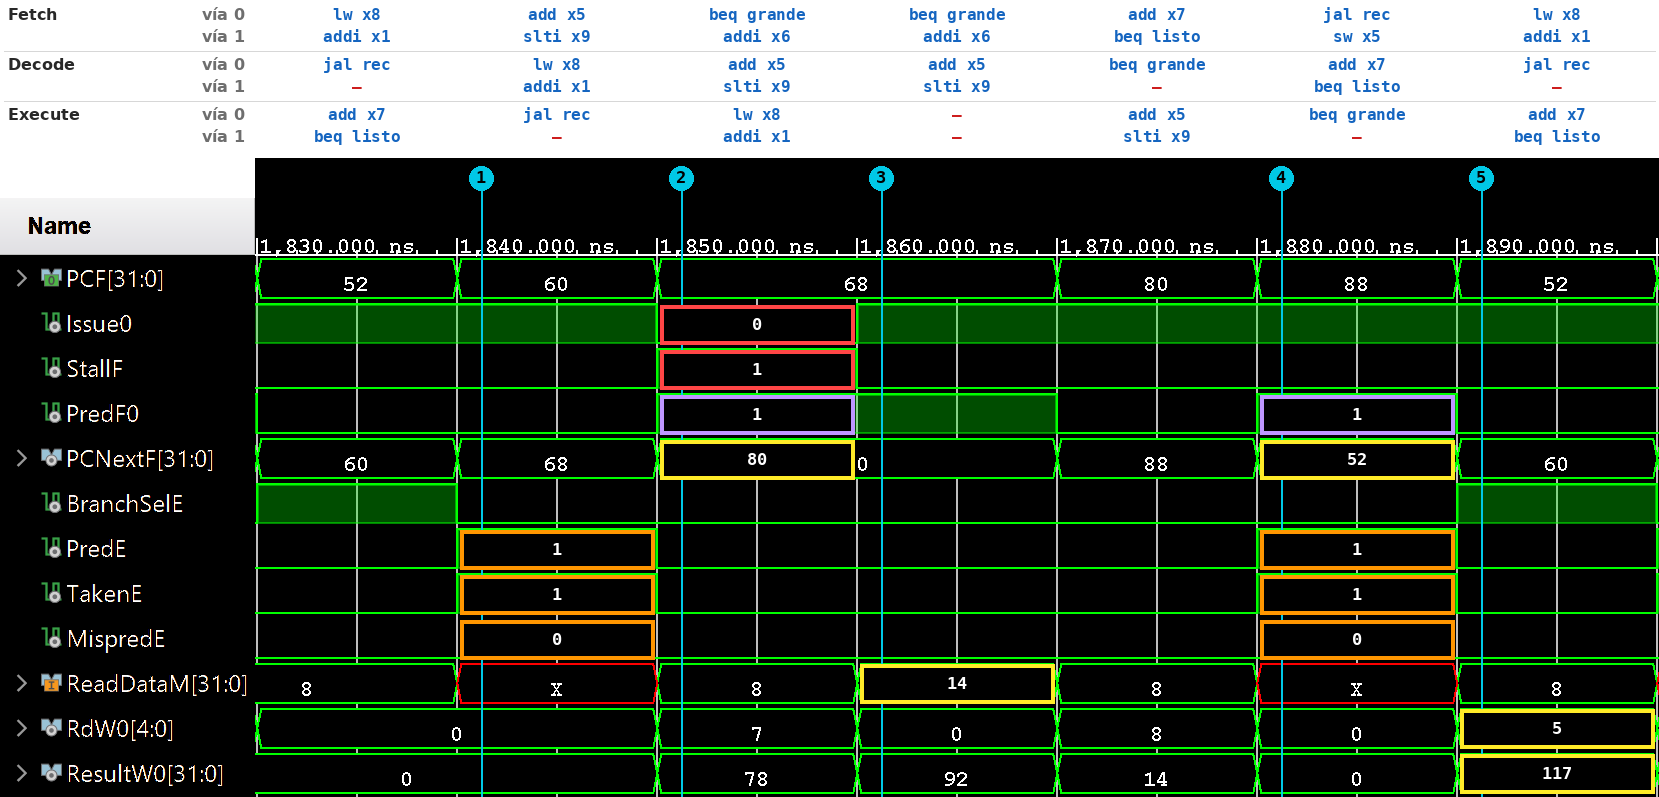 Fetch vía 0 lw x8 add x5 beq grande beq grande add x7 jal rec lw x8
vía 1 addi x1 slti x9 addi x6 addi x6 beq listo sw x5 addi x1
Decode vía 0 jal rec lw x8 add x5 add x5 beq grande add x7 jal rec
vía 1 — addi x1 slti x9 slti x9 — beq listo —
Execute vía 0 add x7 jal rec lw x8 — add x5 beq grande add x7
vía 1 beq listo — addi x1 — slti x9 — beq listo
1 2 3 4 5
Name
1,830.000 ns 1,840.000 ns 1,850.000 ns 1,860.000 ns 1,870.000 ns 1,880.000 ns 1,890.000 ns
PCF[31:0] 52 60 68 80 88 52
Issue0 0
StallF 1
PredF0 1 1
PCNextF[31:0] 60 68 80 0 88 52 60
BranchSelE
PredE 1 1
TakenE 1 1
MispredE 0 0
ReadDataM[31:0] 8 X 8 14 8 X 8
RdW0[4:0] 0 7 0 8 0 5
ResultW0[31:0] 0 78 92 14 0 117